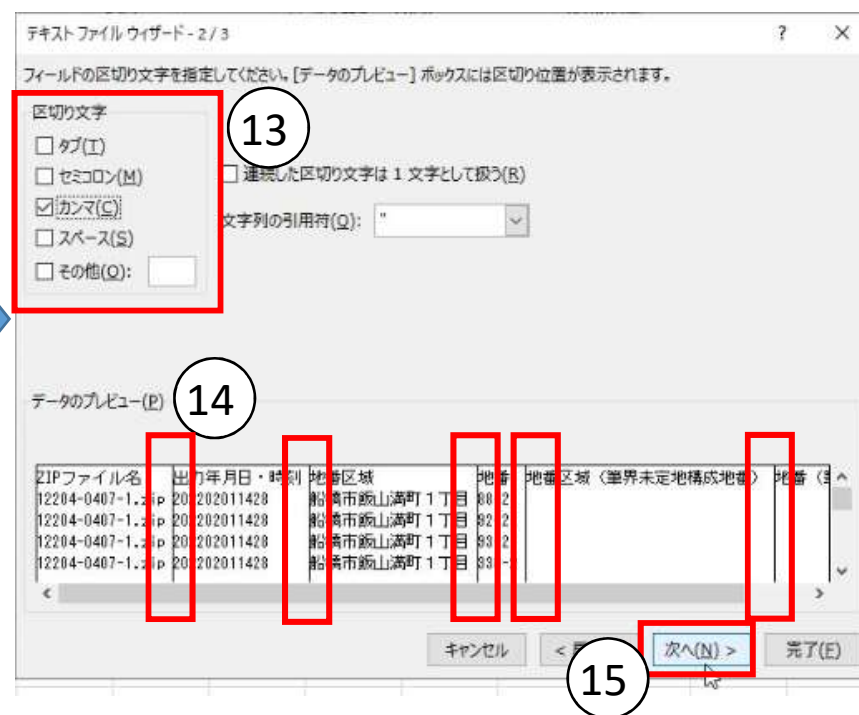 テキスト ファイル ウィザード - 2 / 3 ? ×
フィールドの区切り文字を指定してください。[データのプレビュー] ボックスには区切り位置が表示されます。
区切り文字
13
タブ(T)
セミコロン(M)
連続した区切り文字は 1 文字として扱う(R)
カンマ(C)
文字列の引用符(Q): "
スペース(S)
その他(O):
データのプレビュー(P)
14
ZIPファイル名 出力年月日・時刻 地番区域 地番 地番区域（筆界未定地構成地番） 地番（
12204-0407-1.zip 202202011428 船橋市飯山満町１丁目
12204-0407-1.zip 202202011428 船橋市飯山満町１丁目
12204-0407-1.zip 202202011428 船橋市飯山満町１丁目
12204-0407-1.zip 202202011428 船橋市飯山満町１丁目
キャンセル < 次へ(N) > 完了(F)
15